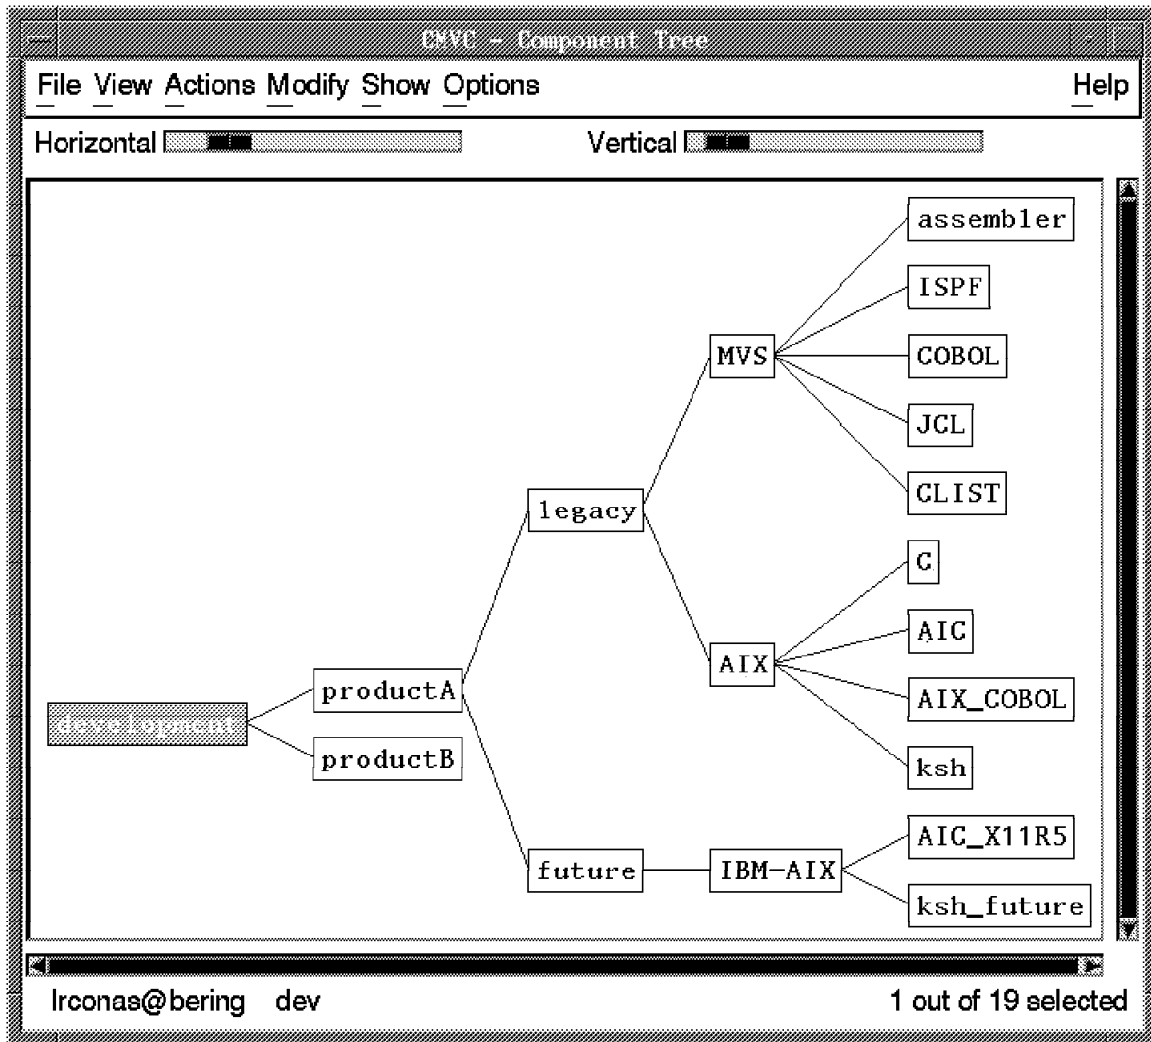 CMVC - Component Tree
File View Actions Modify Show Options Help
Horizontal Vertical
assembler
ISPF
MVS COBOL
JCL
CLIST
legacy
C
AIC
AIX
AIX_COBOL
productA
development
productB
ksh
AIC_X11R5
future IBM-AIX
ksh_future
lrconas@bering dev 1 out of 19 selected